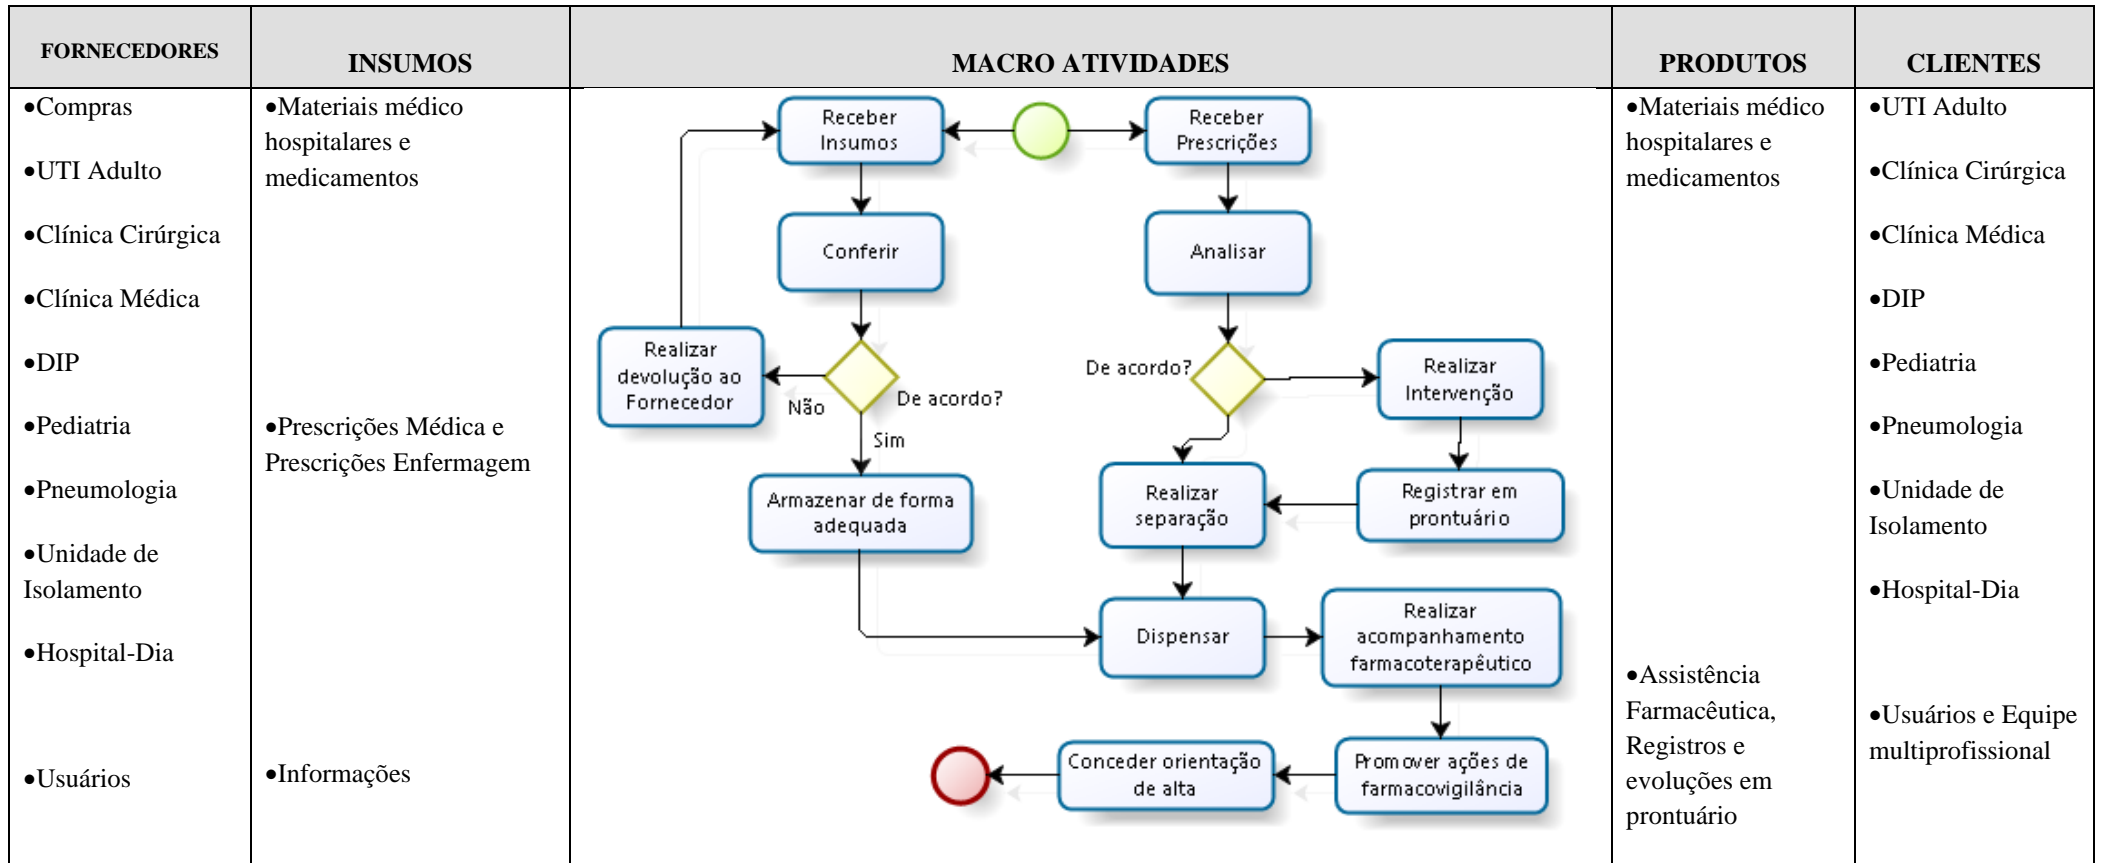 FORNECEDORES
INSUMOS
MACRO ATIVIDADES
PRODUTOS
CLIENTES
•Compras
•UTI Adulto
•Clínica Cirúrgica
•Clínica Médica
•DIP
•Pediatria
•Pneumologia
•Unidade de
Isolamento
•Hospital-Dia
•Usuários
•Materiais médico
hospitalares e
medicamentos
•Prescrições Médica e
Prescrições Enfermagem
•Informações
Receber
Insumos
Receber
Prescrições
Conferir
Analisar
Realizar
devolução ao
Fornecedor
Não
De acordo?
Sim
De acordo?
Realizar
Intervenção
Armazenar de forma
adequada
Realizar
separação
Registrar em
prontuário
Dispensar
Realizar
acompanhamento
farmacoterapêutico
Conceder orientação
de alta
Promover ações de
farmacovigilância
•Materiais médico
hospitalares e
medicamentos
•Assistência
Farmacêutica,
Registros e
evoluções em
prontuário
•UTI Adulto
•Clínica Cirúrgica
•Clínica Médica
•DIP
•Pediatria
•Pneumologia
•Unidade de
Isolamento
•Hospital-Dia
•Usuários e Equipe
multiprofissional